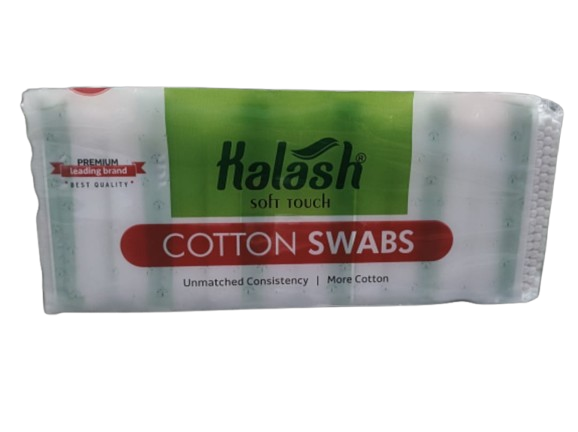 PREMIUM
leading brand
"BEST QUALITY"
Kalash®
SOFT TOUCH
COTTON SWABS
Unmatched Consistency | More Cotton